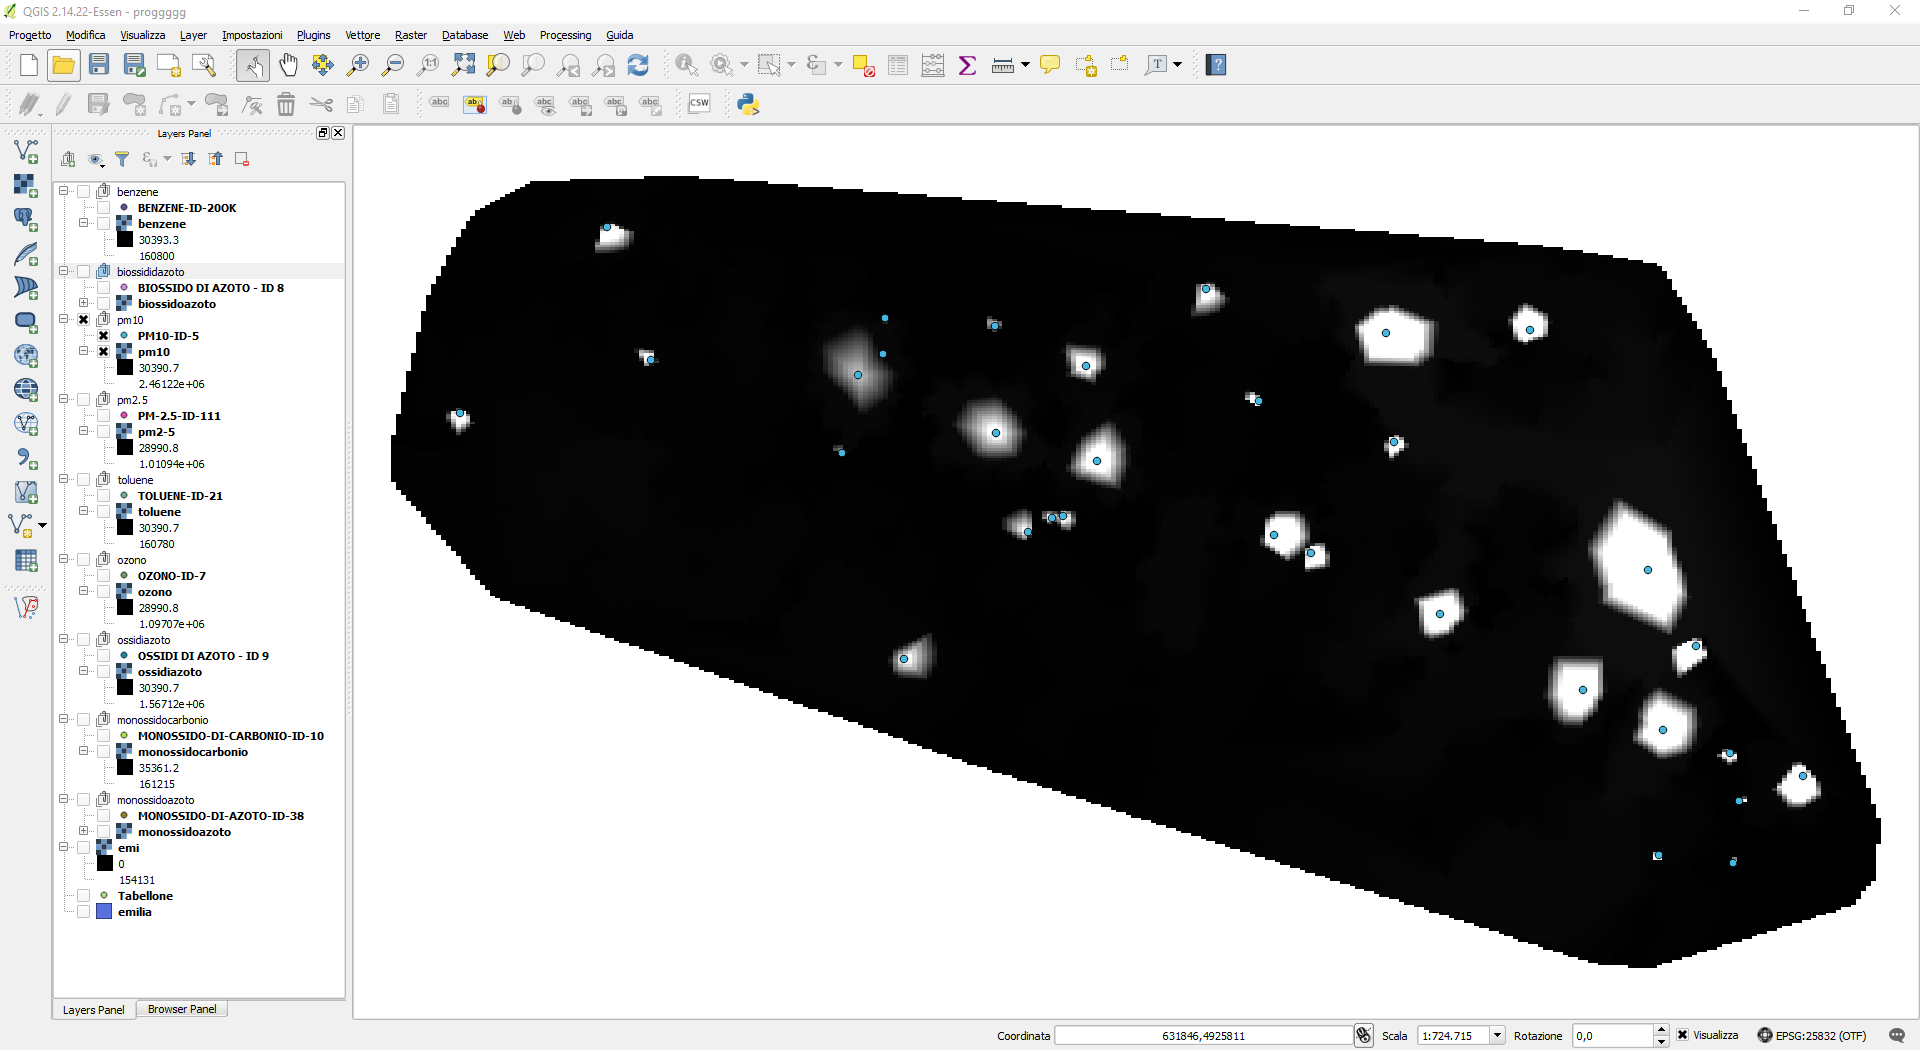 QGIS 2.14.22-Essen - proggggg
Progetto Modifica Visualizza Layer Impostazioni Plugins Vettore Raster Database Web Processing Guida
Layers Panel
benzene
BENZENE-ID-20OK
benzene
30393.3
160800
biossididazoto
BIOSSIDO DI AZOTO - ID 8
biossidoazoto
pm10
PM10-ID-5
pm10
30390.7
2.46122e+06
pm2.5
PM-2.5-ID-111
pm2-5
28990.8
1.01094e+06
toluene
TOLUENE-ID-21
toluene
30390.7
160780
ozono
OZONO-ID-7
ozono
28990.8
1.09707e+06
ossidiazoto
OSSIDI DI AZOTO - ID 9
ossidiazoto
30390.7
1.56712e+06
monossidocarbonio
MONOSSIDO-DI-CARBONIO-ID-10
monossidocarbonio
35361.2
161215
monossidoazoto
MONOSSIDO-DI-AZOTO-ID-38
monossidoazoto
emi
0
154131
Tabellone
emilia
Layers Panel Browser Panel
Coordinata 631846,4925811 Scala 1:724.715 Rotazione 0,0 Visualizza EPSG:25832 (OTF)